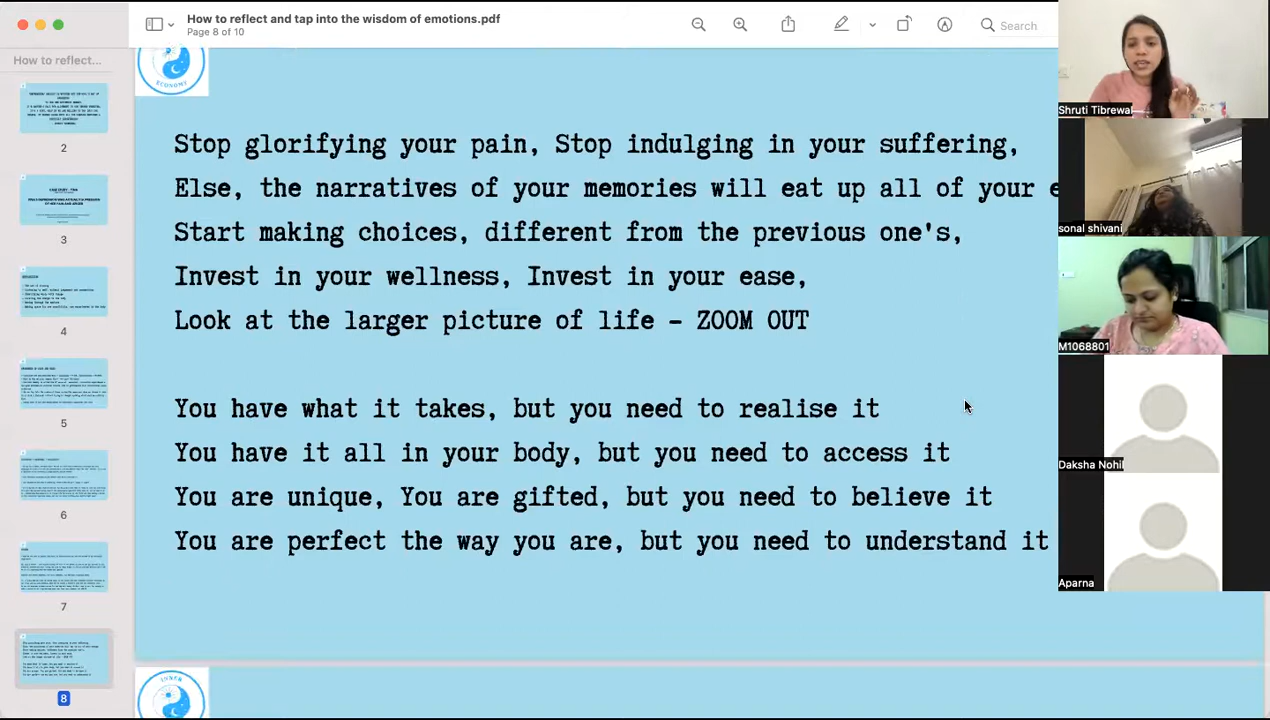 How to reflect and tap into the wisdom of emotions.pdf
Page 8 of 10
Search
How to reflect...
2
3
4
5
6
7
8
ECONOMY
Stop glorifying your pain, Stop indulging in your suffering,
Else, the narratives of your memories will eat up all of your e
Start making choices, different from the previous one's,
Invest in your wellness, Invest in your ease,
Look at the larger picture of life - ZOOM OUT
You have what it takes, but you need to realise it
You have it all in your body, but you need to access it
You are unique, You are gifted, but you need to believe it
You are perfect the way you are, but you need to understand it
INNER
Shruti Tibrewal
sonal shivani
M1068801
Daksha Nohil
Aparna